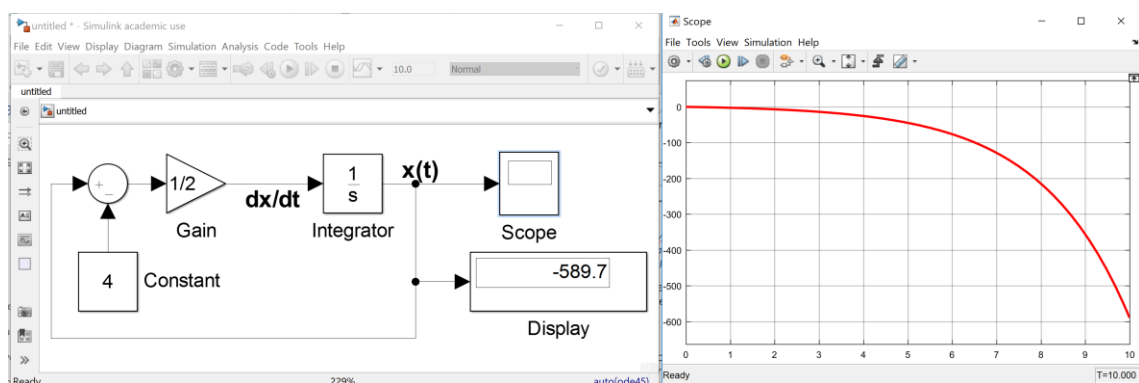 untitled * - Simulink academic use
File Edit View Display Diagram Simulation Analysis Code Tools Help
10.0 Normal
untitled
untitled
+
-
1/2
Gain
dx/dt
1
s
Integrator
x(t)
Scope
4
Constant
-589.7
Display
Ready 229% auto(ode45)
Scope
File Tools View Simulation Help
0
-100
-200
-300
-400
-500
-600
0 1 2 3 4 5 6 7 8 9 10
Ready T=10.000